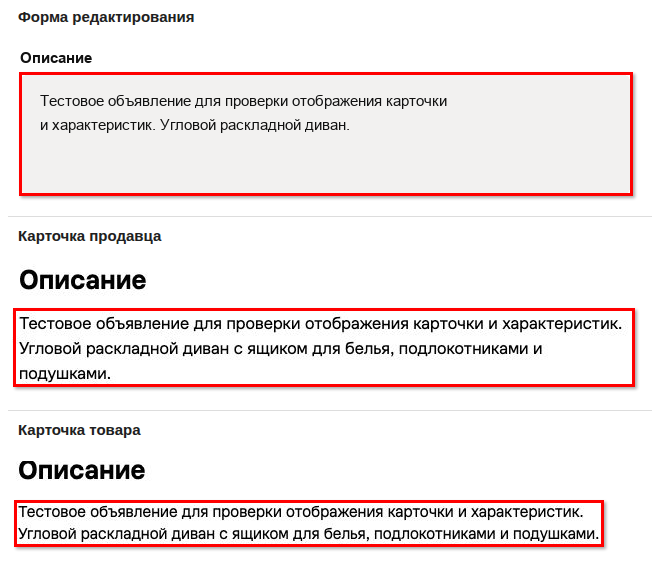 Форма редактирования
Описание
Тестовое объявление для проверки отображения карточки
и характеристик. Угловой раскладной диван.
Карточка продавца
Описание
Тестовое объявление для проверки отображения карточки и характеристик.
Угловой раскладной диван с ящиком для белья, подлокотниками и
подушками.
Карточка товара
Описание
Тестовое объявление для проверки отображения карточки и характеристик.
Угловой раскладной диван с ящиком для белья, подлокотниками и подушками.